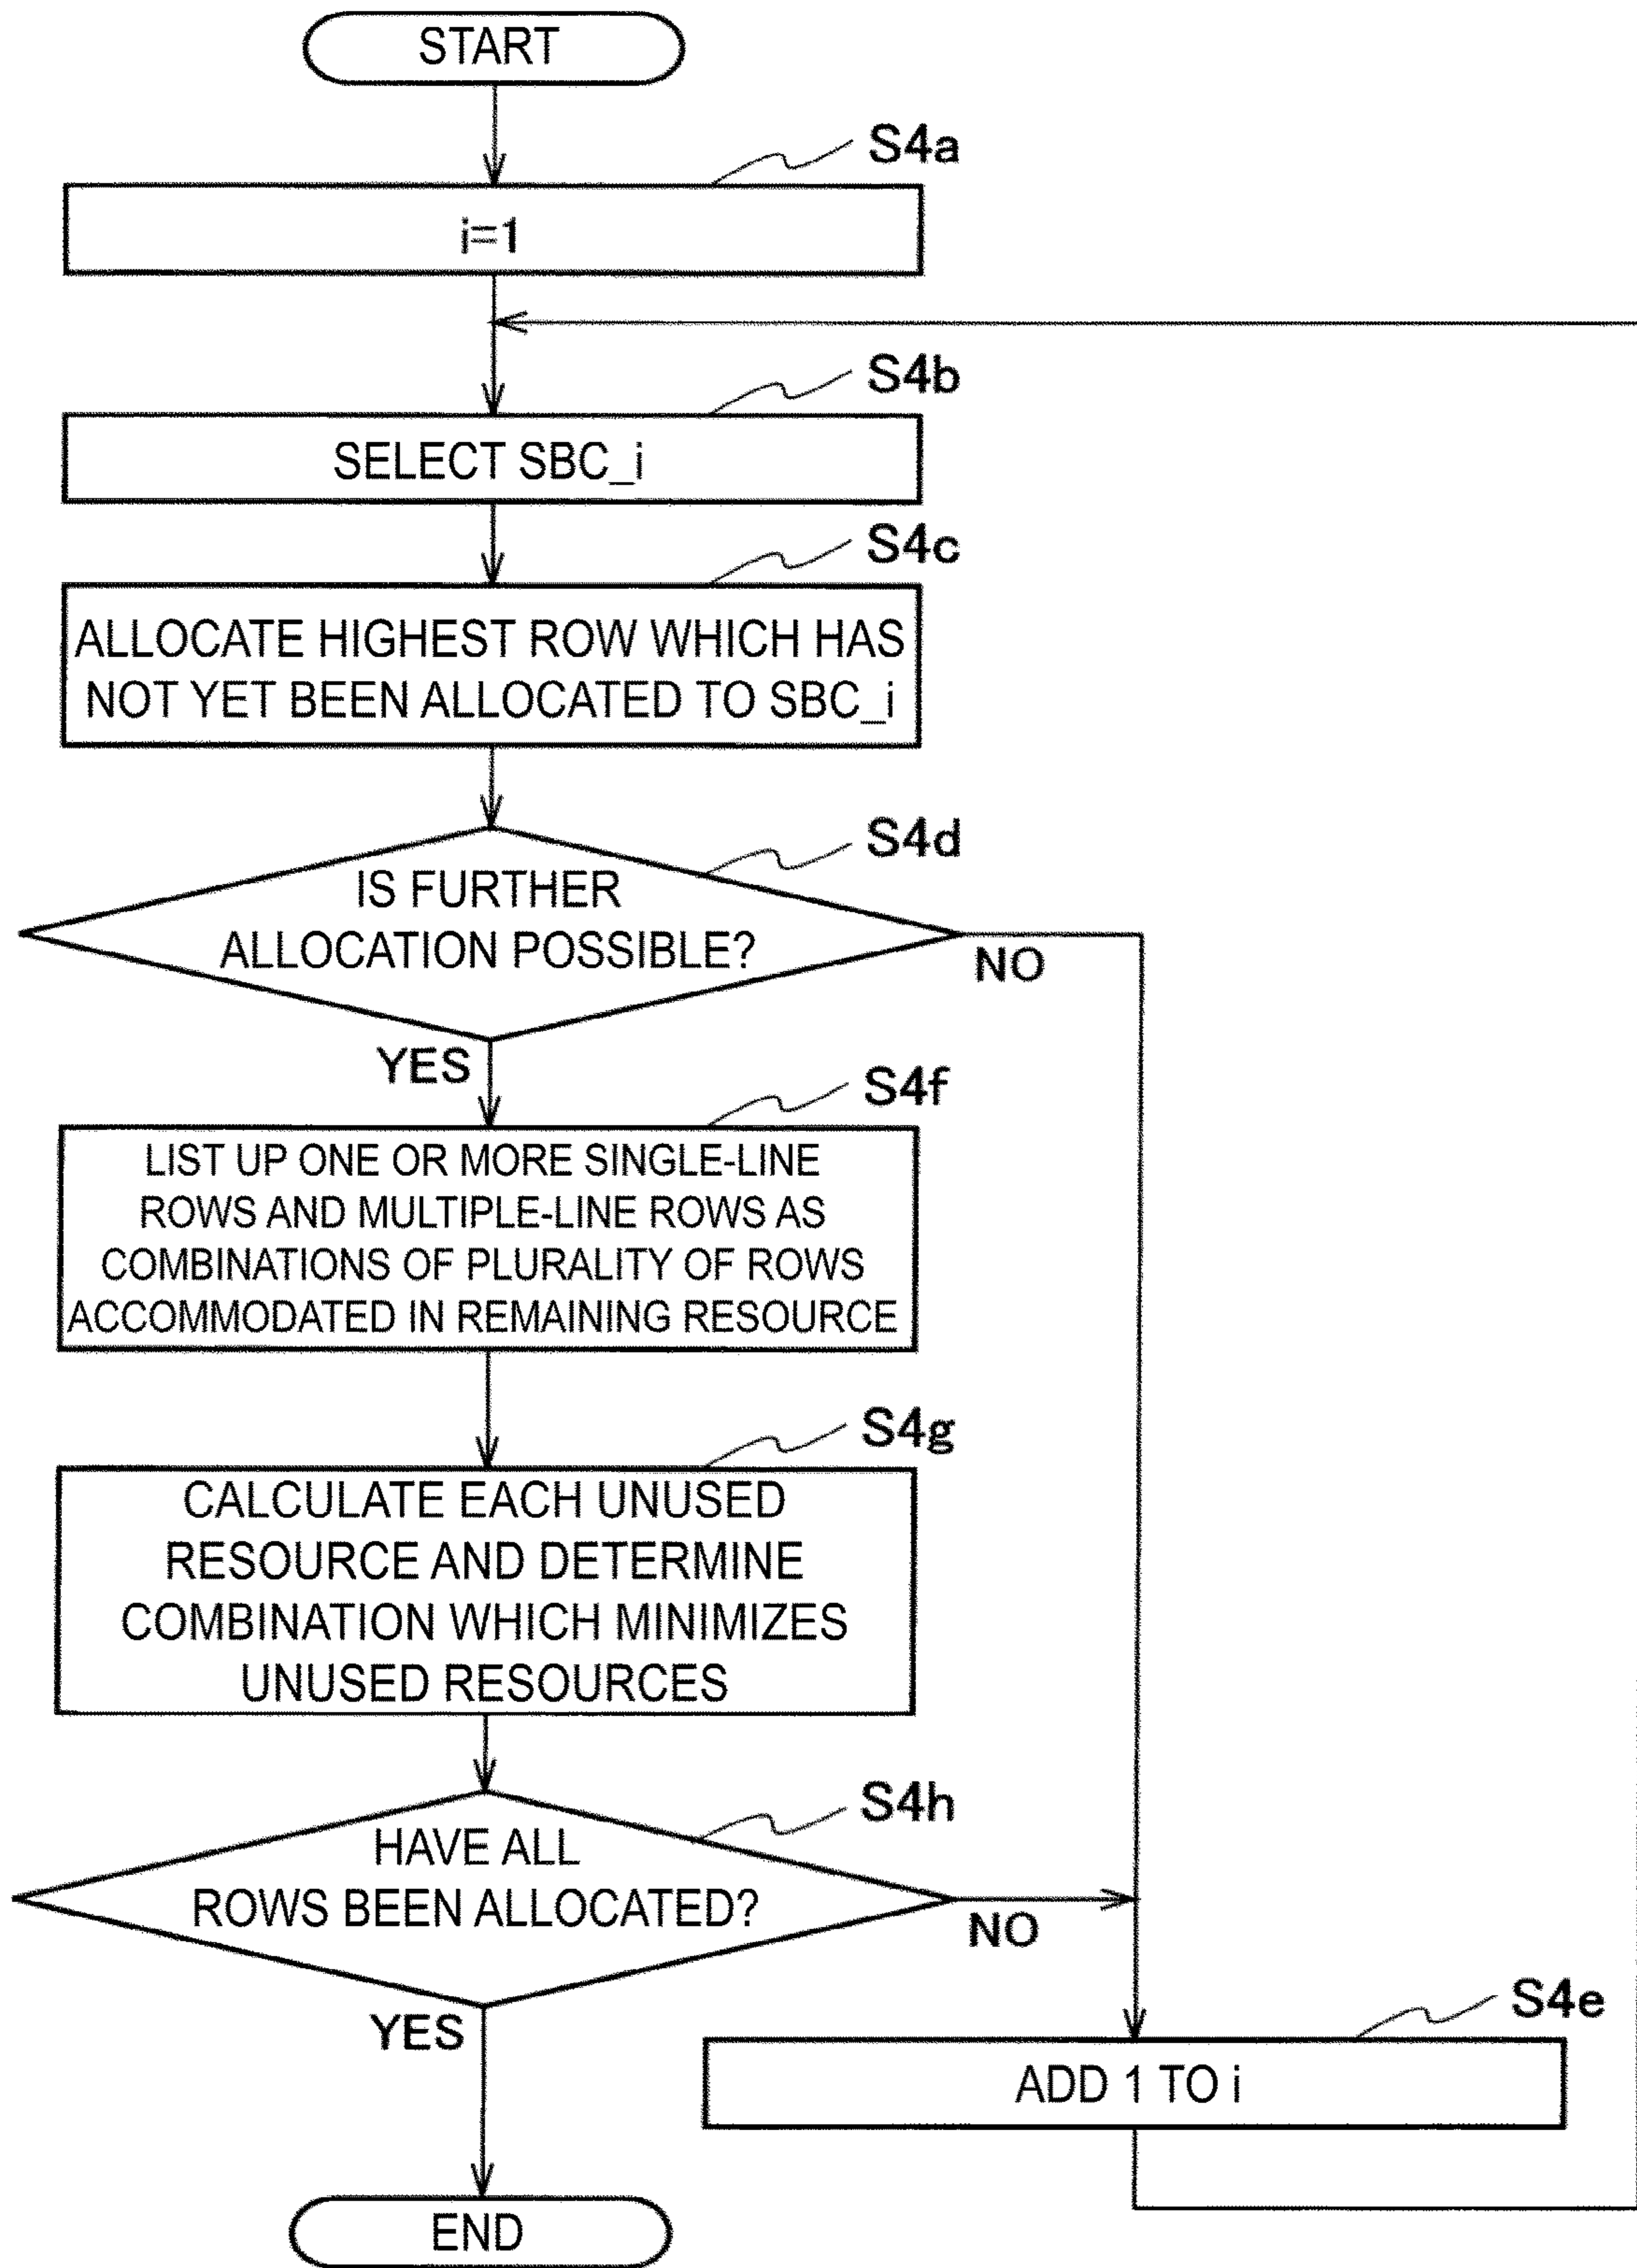 START
S4a
i=1
S4b
SELECT SBC_i
S4c
ALLOCATE HIGHEST ROW WHICH HAS
NOT YET BEEN ALLOCATED TO SBC_i
S4d
IS FURTHER
ALLOCATION POSSIBLE?
NO
YES
S4f
LIST UP ONE OR MORE SINGLE-LINE
ROWS AND MULTIPLE-LINE ROWS AS
COMBINATIONS OF PLURALITY OF ROWS
ACCOMMODATED IN REMAINING RESOURCE
S4g
CALCULATE EACH UNUSED
RESOURCE AND DETERMINE
COMBINATION WHICH MINIMIZES
UNUSED RESOURCES
S4h
HAVE ALL
ROWS BEEN ALLOCATED?
NO
YES
S4e
ADD 1 TO i
END